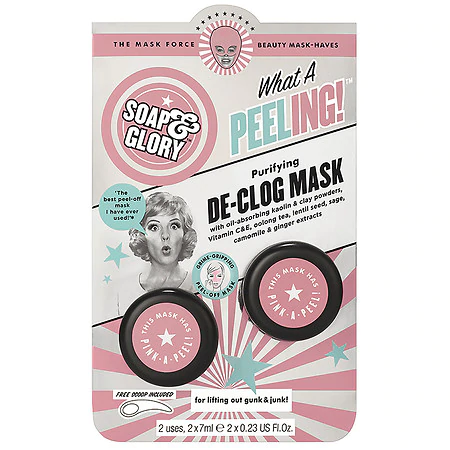 THE MASK FORCE
BEAUTY MASK-HAVES
SOAP &
GLORY
What A
PEELING!™
Purifying
DE-CLOG MASK
with oil-absorbing kaolin & clay powders,
Vitamin C&E, oolong tea, lentil seed, sage,
camomile & ginger extracts
'The
best peel-off
mask
I have ever
used!'*
GRIME-GRIPPING
PEEL-OFF MASK
THIS MASK HAS
PINK-A-PEEL!
THIS MASK HAS
PINK-A-PEEL!
FREE SCOOP INCLUDED
for lifting out gunk & junk!
2 uses, 2x7ml ℮ 2 x 0.23 US Fl.Oz.